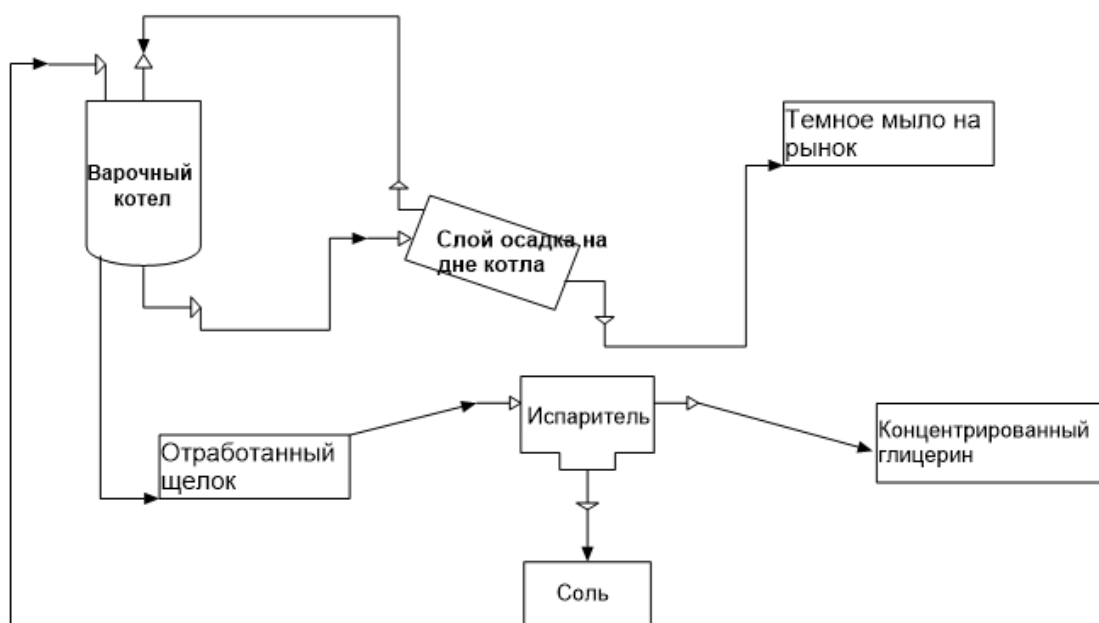 Варочный
котел
Темное мыло на
рынок
Слой осадка на
дне котла
Испаритель
Отработанный
щелок
Концентрированный
глицерин
Соль